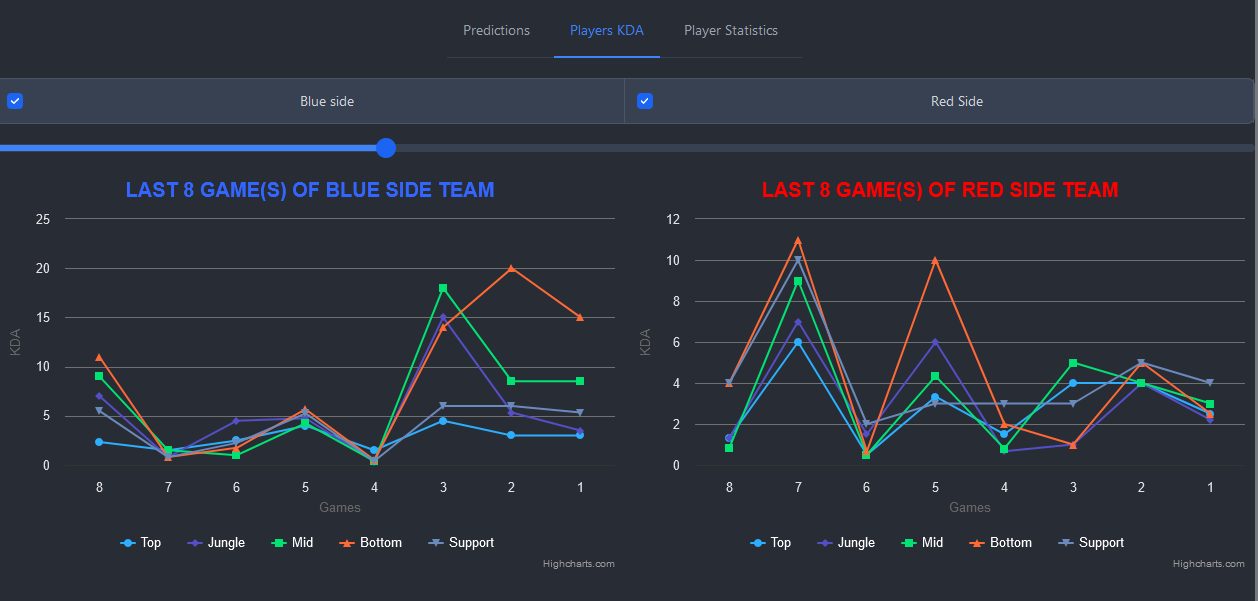 Predictions Players KDA Player Statistics
Blue side Red Side
LAST 8 GAME(S) OF BLUE SIDE TEAM
25
20
15
10
5
0
KDA
8 7 6 5 4 3 2 1
Games
Top Jungle Mid Bottom Support
Highcharts.com
LAST 8 GAME(S) OF RED SIDE TEAM
12
10
8
6
4
2
0
KDA
8 7 6 5 4 3 2 1
Games
Top Jungle Mid Bottom Support
Highcharts.com